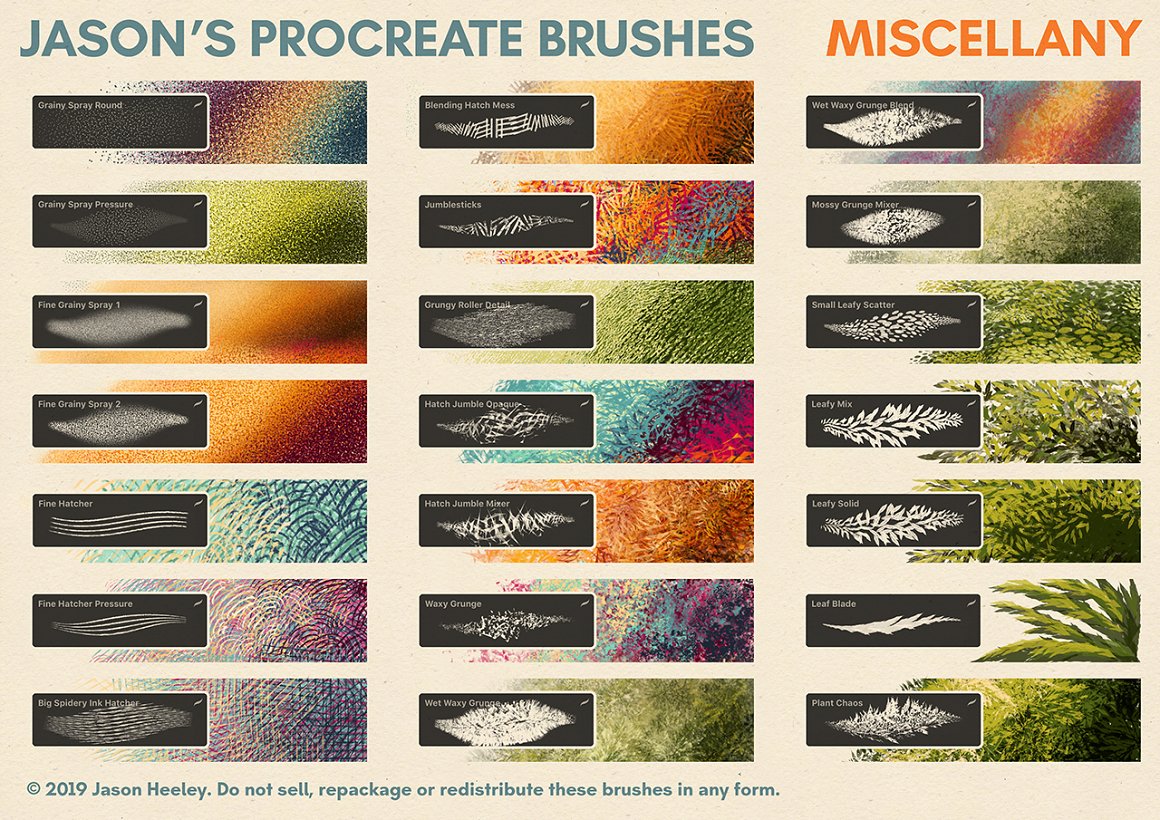 JASON'S PROCREATE BRUSHES
MISCELLANY
Grainy Spray Round
Grainy Spray Pressure
Fine Grainy Spray 1
Fine Grainy Spray 2
Fine Hatcher
Fine Hatcher Pressure
Big Spidery Ink Hatcher
Blending Hatch Mess
Jumblesticks
Grungy Roller Detail
Hatch Jumble Opaque
Hatch Jumble Mixer
Waxy Grunge
Wet Waxy Grunge
Wet Waxy Grunge Blend
Mossy Grunge Mixer
Small Leafy Scatter
Leafy Mix
Leafy Solid
Leaf Blade
Plant Chaos
© 2019 Jason Heeley. Do not sell, repackage or redistribute these brushes in any form.